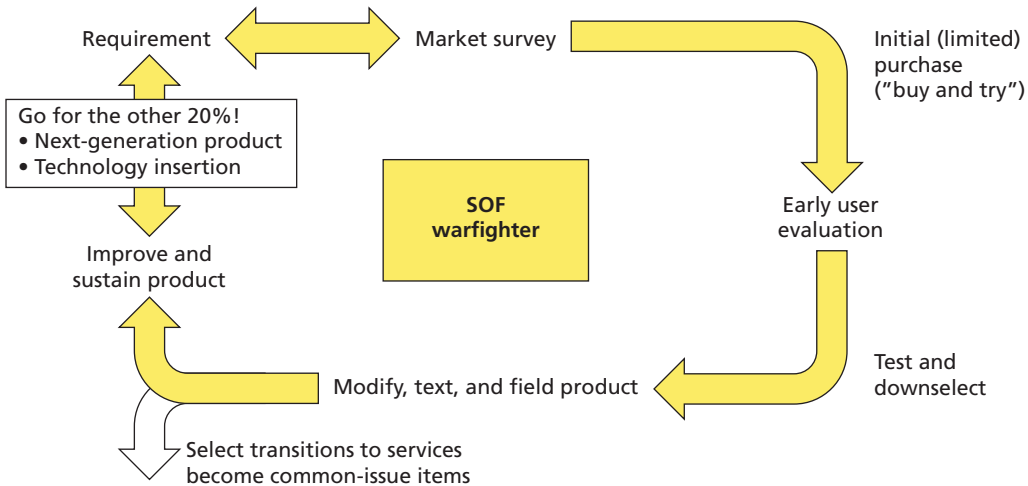 Requirement
Market survey
Initial (limited)
purchase
("buy and try")
Go for the other 20%!
• Next-generation product
• Technology insertion
SOF
warfighter
Early user
evaluation
Improve and
sustain product
Test and
downselect
Modify, text, and field product
Select transitions to services
become common-issue items